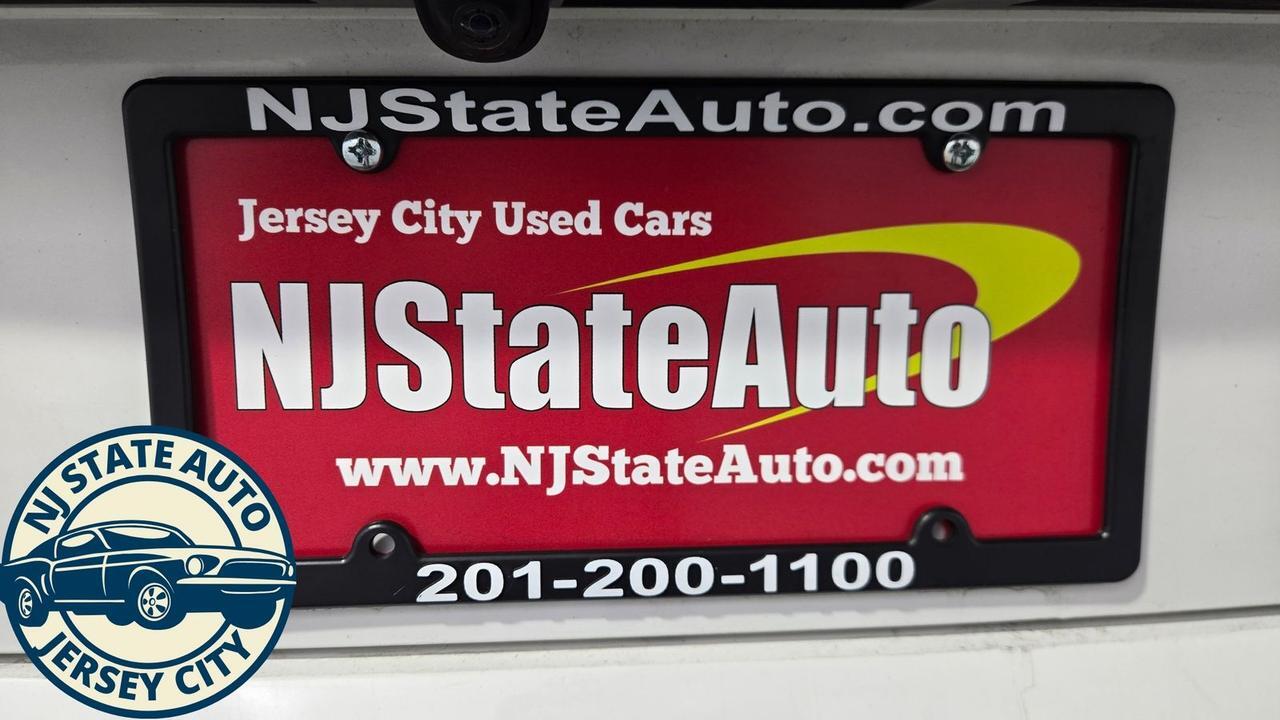 NJStateAuto.com
Jersey City Used Cars
NJStateAuto
www.NJStateAuto.com
201-200-1100
NJ STATE AUTO
JERSEY CITY